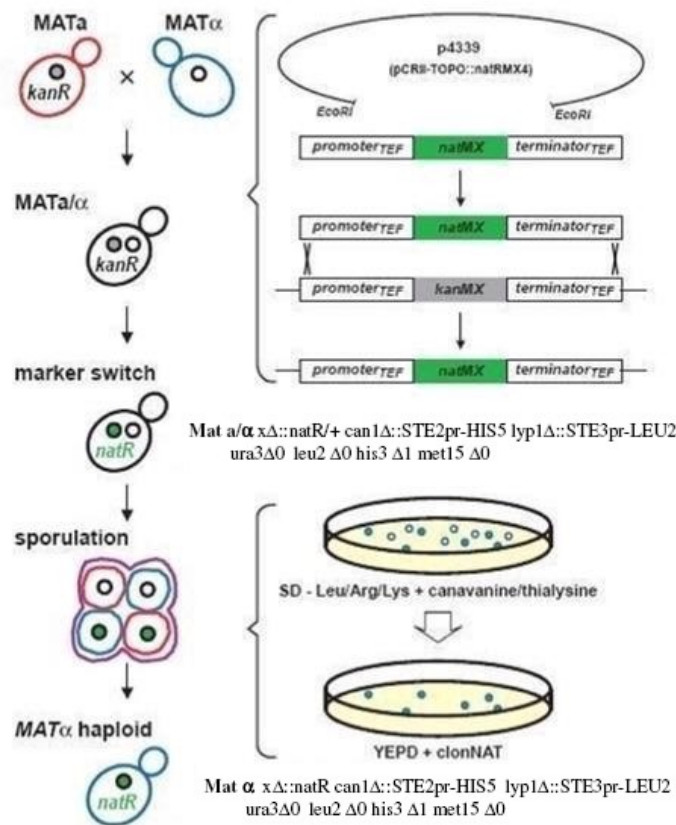 MATa MATα
×
kanR
MATa/α
kanR
marker switch
natR
sporulation
MATα haploid
natR
p4339
(pCRII-TOPO::natRMX4)
EcoRI EcoRI
promoterTEF natMX terminatorTEF
promoterTEF natMX terminatorTEF
promoterTEF kanMX terminatorTEF
promoterTEF natMX terminatorTEF
Mat a/α xΔ::natR/+ can1Δ::STE2pr-HIS5 lyp1Δ::STE3pr-LEU2
ura3Δ0 leu2 Δ0 his3 Δ1 met15 Δ0
SD - Leu/Arg/Lys + canavanine/thialysine
YEPD + clonNAT
Mat α xΔ::natR can1Δ::STE2pr-HIS5 lyp1Δ::STE3pr-LEU2
ura3Δ0 leu2 Δ0 his3 Δ1 met15 Δ0